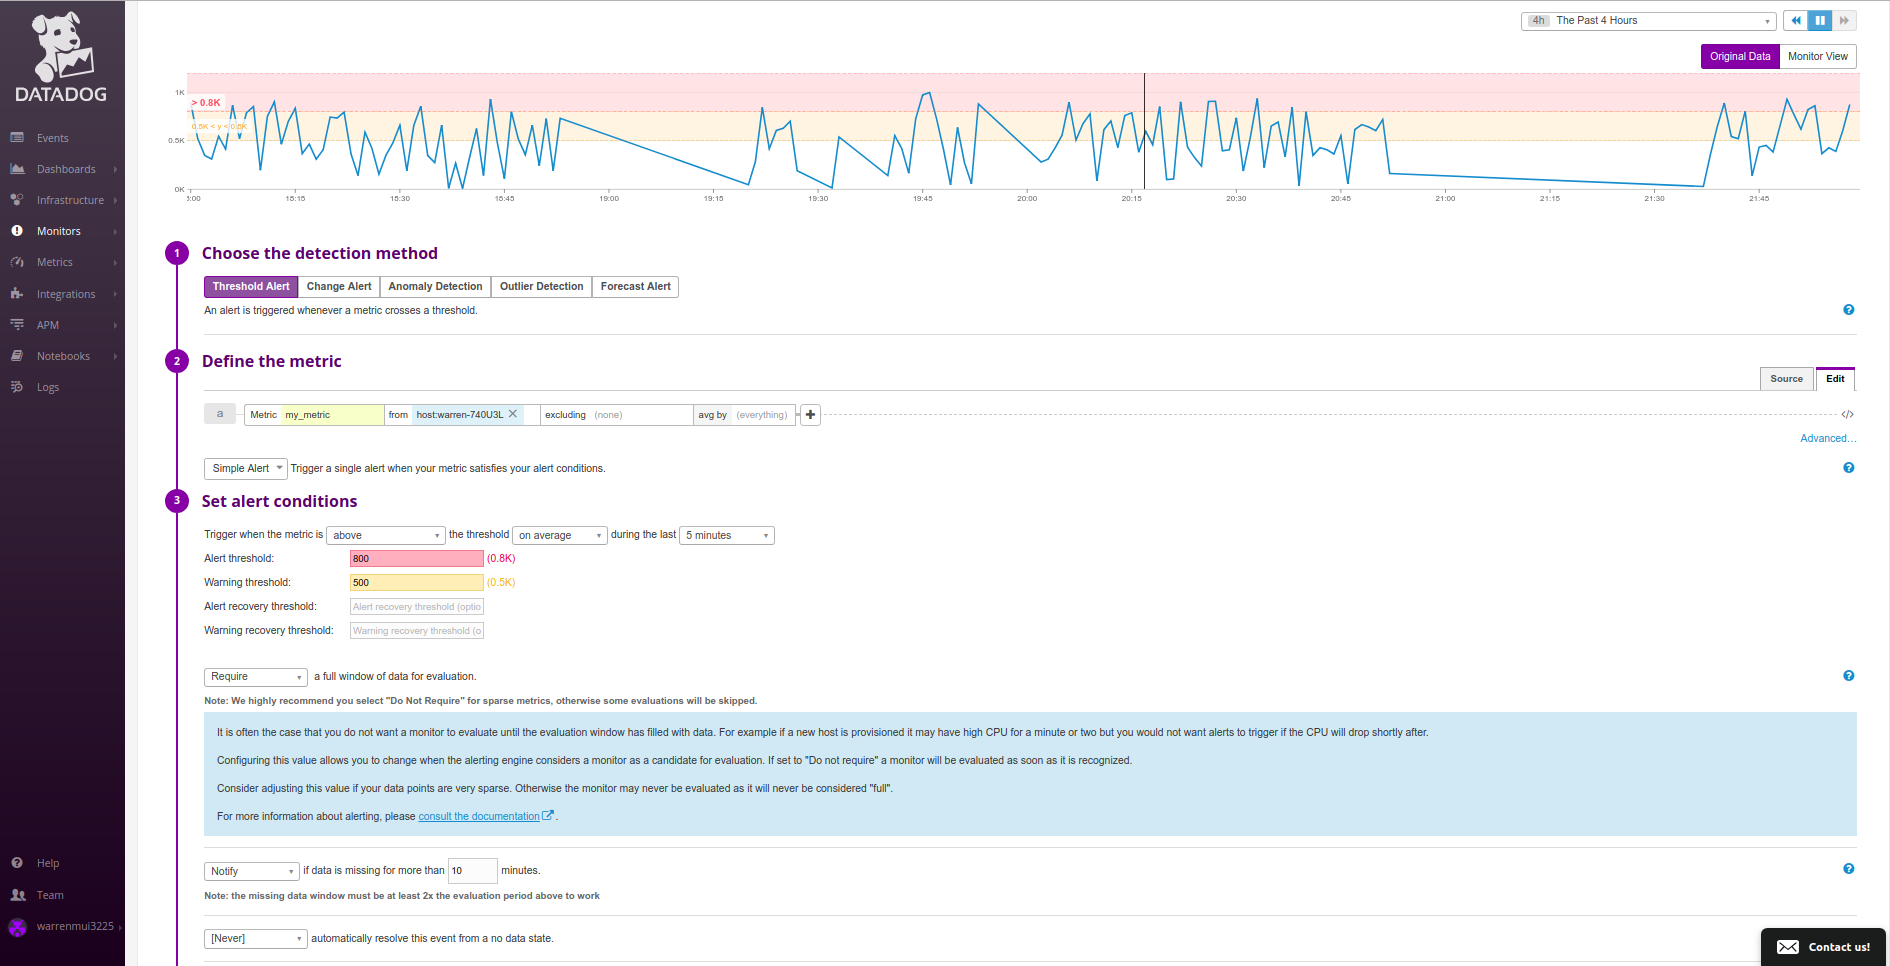 DATADOG
Events
Dashboards
Infrastructure
Monitors
Metrics
Integrations
APM
Notebooks
Logs
Help
Team
warrenmui3225
4h The Past 4 Hours
Original Data Monitor View
1K
> 0.8K
0.5K
0K
18:15 18:30 18:45 19:00 19:15 19:30 19:45 20:00 20:15 20:30 20:45 21:00 21:15 21:30 21:45
1 Choose the detection method
Threshold Alert Change Alert Anomaly Detection Outlier Detection Forecast Alert
An alert is triggered whenever a metric crosses a threshold.
2 Define the metric
Source Edit
a Metric my_metric from host:warren-740U3L × excluding (none) avg by (everything) + </>
Advanced...
Simple Alert Trigger a single alert when your metric satisfies your alert conditions.
3 Set alert conditions
Trigger when the metric is above the threshold on average during the last 5 minutes
Alert threshold: 800 (0.8K)
Warning threshold: 500 (0.5K)
Alert recovery threshold: Alert recovery threshold (optio
Warning recovery threshold: Warning recovery threshold (o
Require a full window of data for evaluation.
Note: We highly recommend you select "Do Not Require" for sparse metrics, otherwise some evaluations will be skipped.
It is often the case that you do not want a monitor to evaluate until the evaluation window has filled with data. For example if a new host is provisioned it may have high CPU for a minute or two but you would not want alerts to trigger if the CPU will drop shortly after.
Configuring this value allows you to change when the alerting engine considers a monitor as a candidate for evaluation. If set to "Do not require" a monitor will be evaluated as soon as it is recognized.
Consider adjusting this value if your data points are very sparse. Otherwise the monitor may never be evaluated as it will never be considered "full".
For more information about alerting, please consult the documentation .
Notify if data is missing for more than 10 minutes.
Note: the missing data window must be at least 2x the evaluation period above to work
[Never] automatically resolve this event from a no data state.
Contact us!